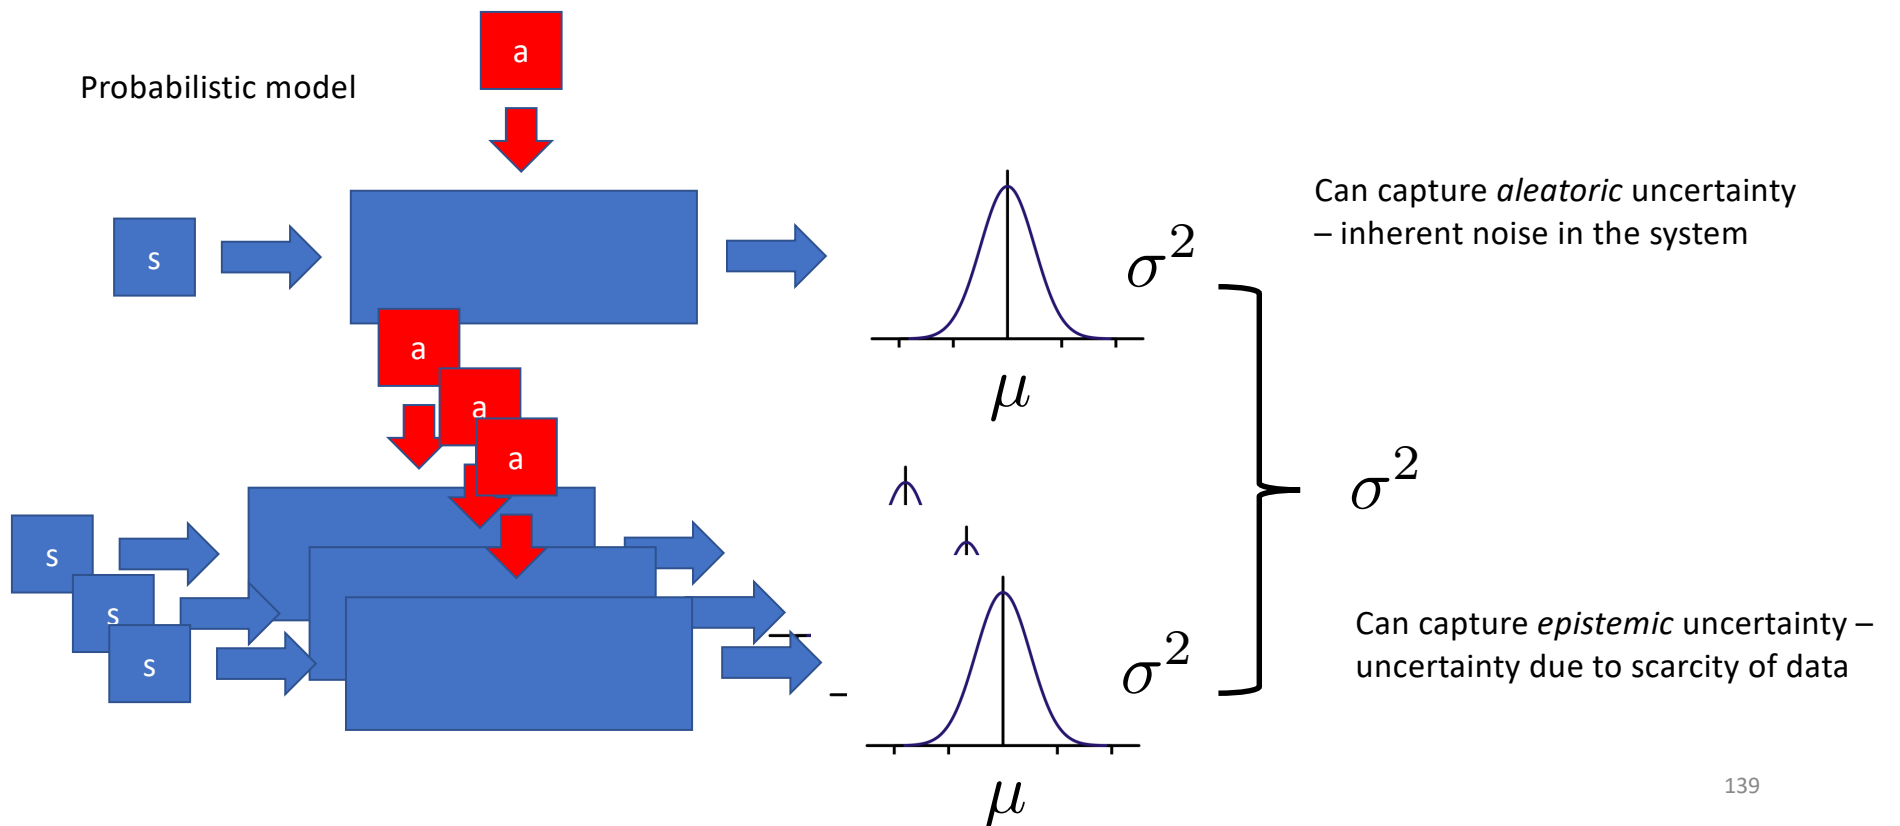 a
Probabilistic model
s
Can capture aleatoric uncertainty
– inherent noise in the system
σ²
μ
a
a
a
σ²
s
s
s
σ²
μ
Can capture epistemic uncertainty –
uncertainty due to scarcity of data
139